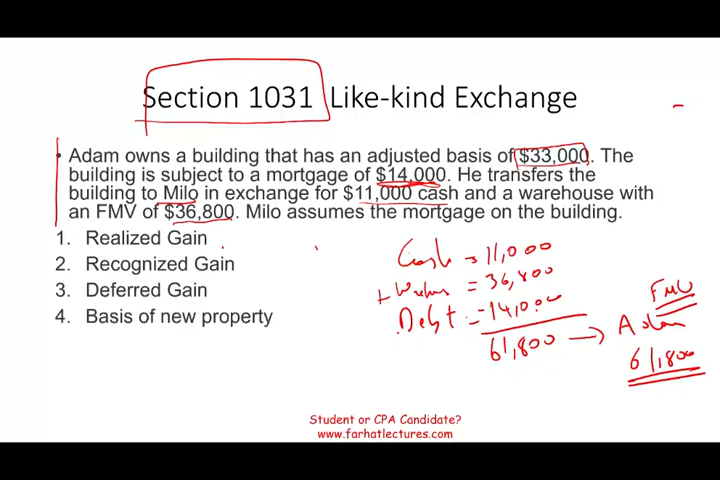 Section 1031 Like-kind Exchange
• Adam owns a building that has an adjusted basis of $33,000. The
building is subject to a mortgage of $14,000. He transfers the
building to Milo in exchange for $11,000 cash and a warehouse with
an FMV of $36,800. Milo assumes the mortgage on the building.
1. Realized Gain
2. Recognized Gain
3. Deferred Gain
4. Basis of new property
Cash = 11,000
+ = 36,800
Debt = 14,000
61,800 → Adam
FMV
61,800
Student or CPA Candidate?
www.farhatlectures.com